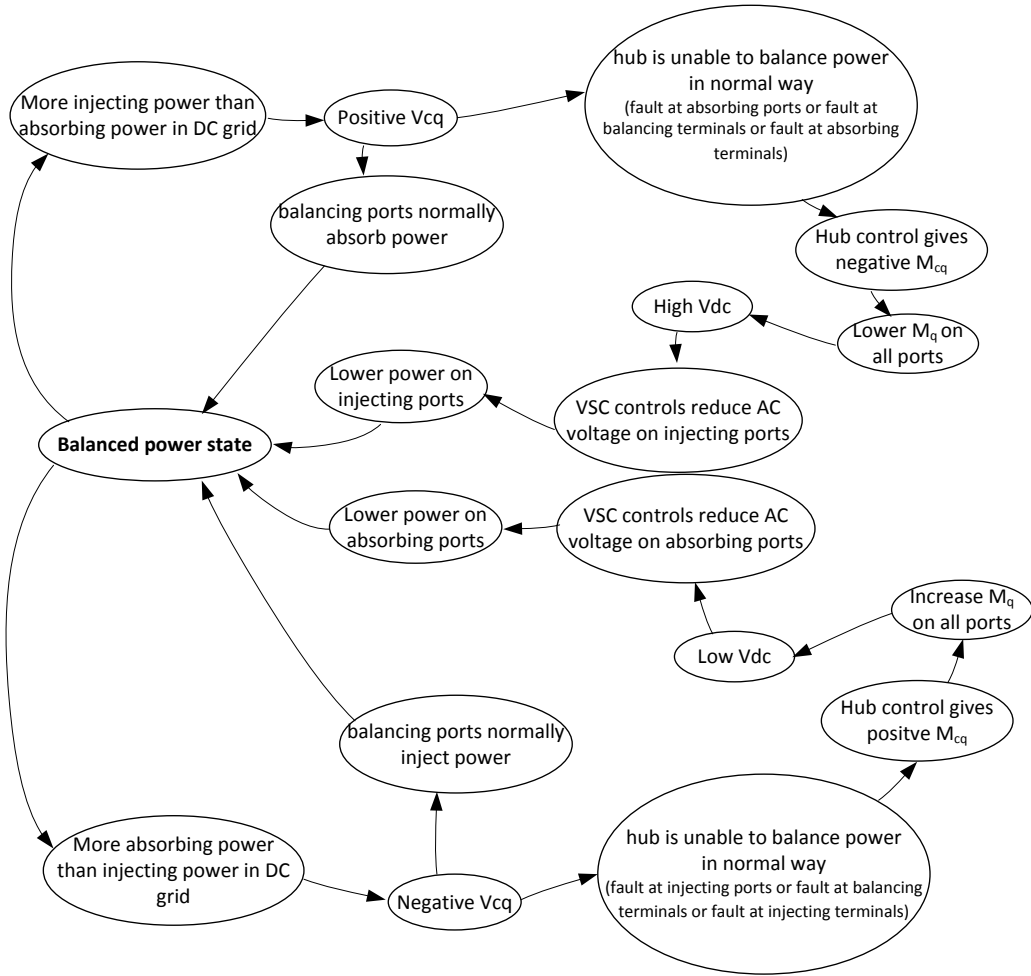 hub is unable to balance power
in normal way
(fault at absorbing ports or fault at
balancing terminals or fault at absorbing
terminals)
More injecting power than
absorbing power in DC grid
Positive Vcq
balancing ports normally
absorb power
Hub control gives
negative Mcq
High Vdc
Lower Mq on
all ports
Lower power on
injecting ports
VSC controls reduce AC
voltage on injecting ports
Balanced power state
Lower power on
absorbing ports
VSC controls reduce AC
voltage on absorbing ports
Increase Mq
on all ports
Low Vdc
Hub control gives
positve Mcq
balancing ports normally
inject power
hub is unable to balance power
in normal way
(fault at injecting ports or fault at balancing
terminals or fault at injecting terminals)
More absorbing power
than injecting power in DC
grid
Negative Vcq